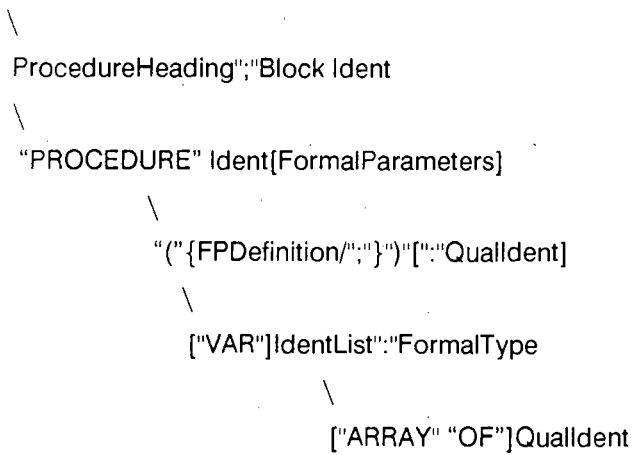 \
ProcedureHeading";"Block Ident
\
“PROCEDURE” Ident[FormalParameters]
\
“(”{FPDefinition/";"}")"[":"QualIdent]
\
["VAR"]IdentList":"FormalType
\
["ARRAY" “OF”]QualIdent